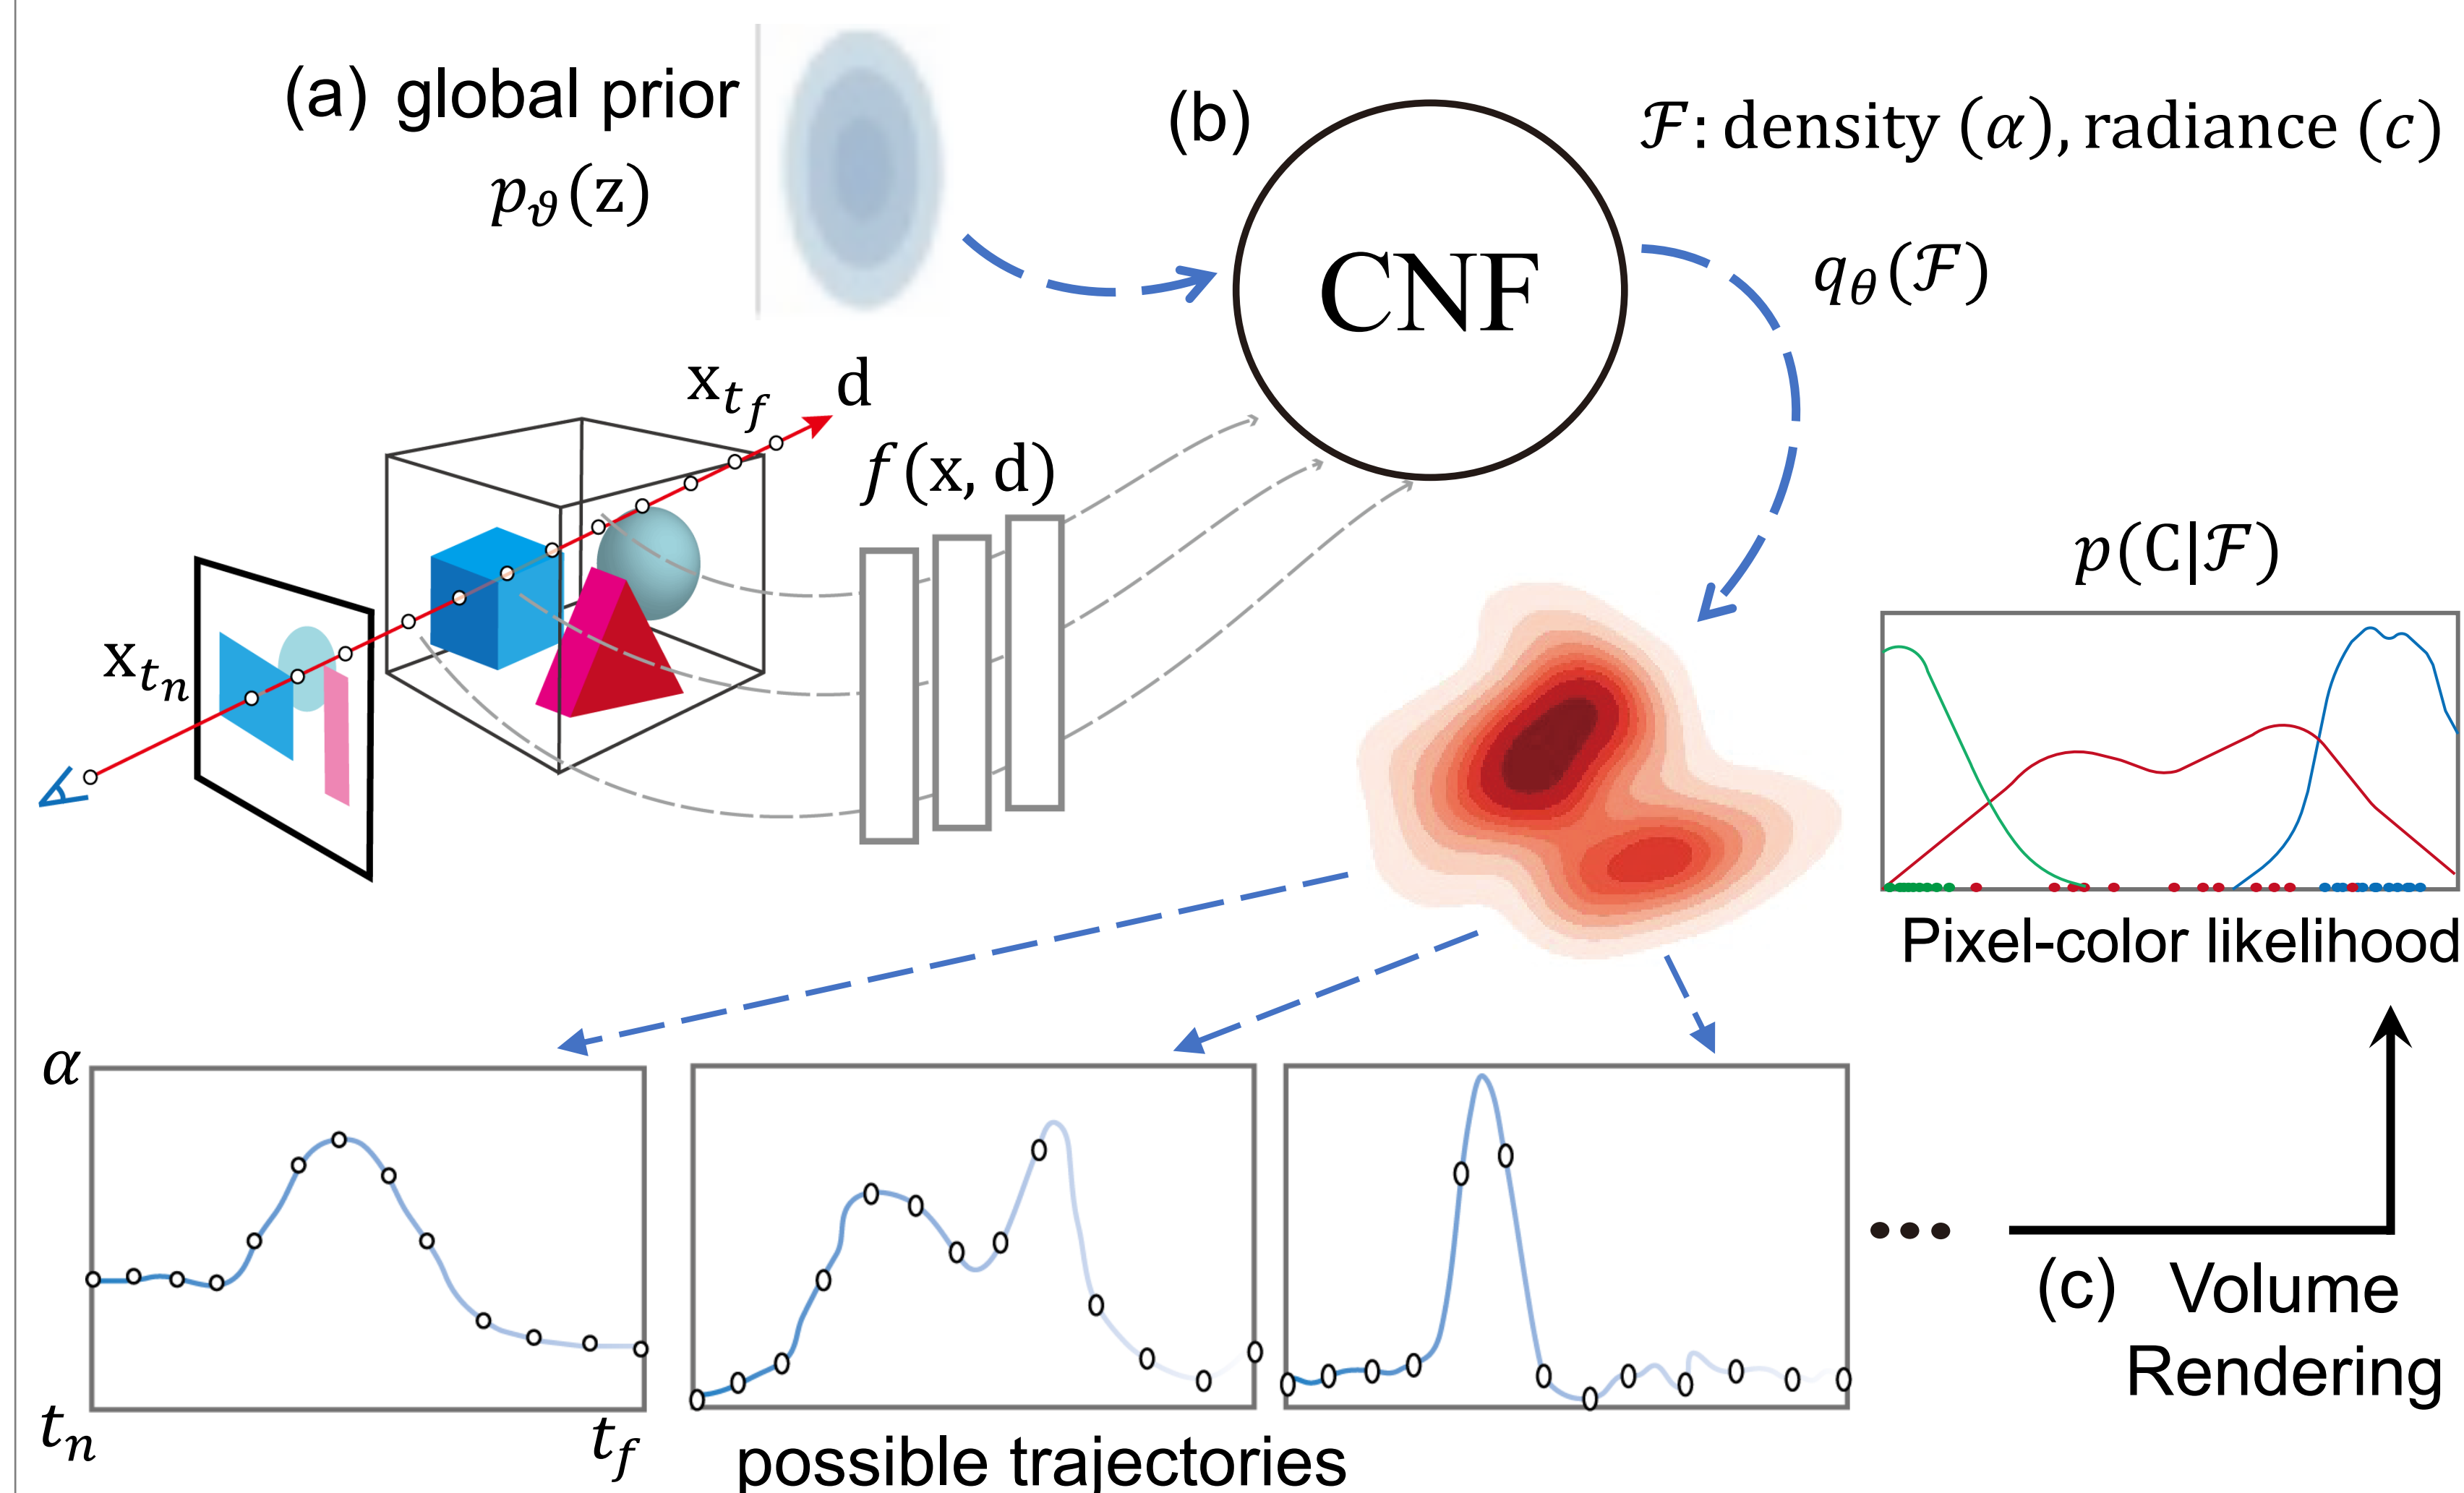 (a) global prior
p_ϑ(z)
(b)
CNF
ℱ: density (α), radiance (c)
q_θ(ℱ)
x_{t_f}
d
f(x, d)
x_{t_n}
p(C|ℱ)
Pixel-color likelihood
α
t_n
t_f
possible trajectories
(c) Volume
Rendering